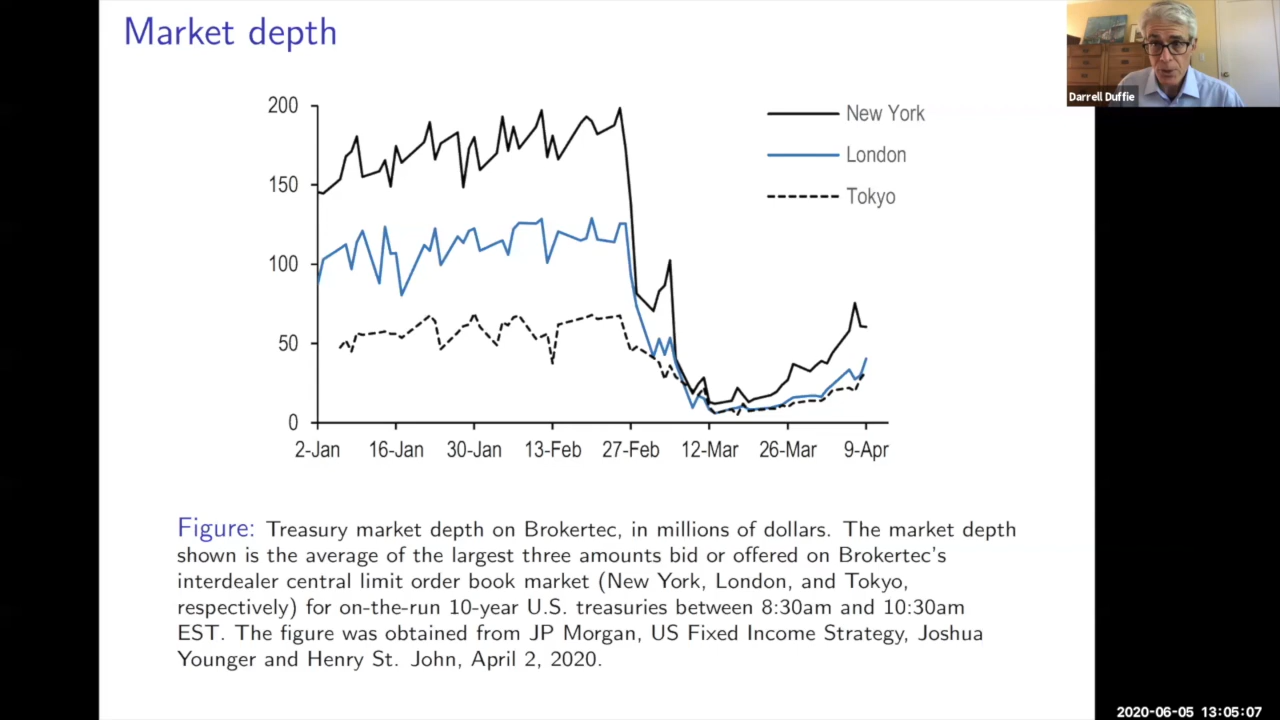 Market depth
Darrell Duffie
200
150
100
50
0
New York
London
Tokyo
2-Jan 16-Jan 30-Jan 13-Feb 27-Feb 12-Mar 26-Mar 9-Apr
Figure: Treasury market depth on Brokertec, in millions of dollars. The market depth
shown is the average of the largest three amounts bid or offered on Brokertec's
interdealer central limit order book market (New York, London, and Tokyo,
respectively) for on-the-run 10-year U.S. treasuries between 8:30am and 10:30am
EST. The figure was obtained from JP Morgan, US Fixed Income Strategy, Joshua
Younger and Henry St. John, April 2, 2020.
2020-06-05 13:05:07